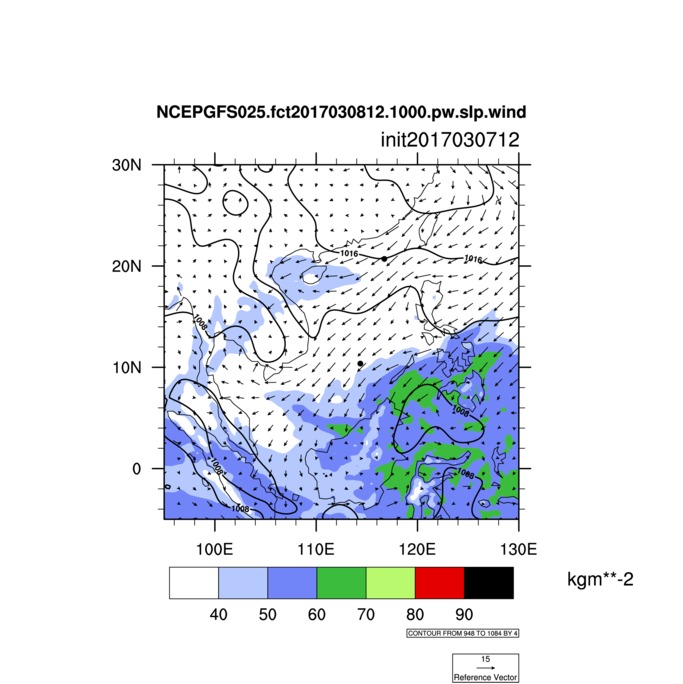 NCEPGFS025.fct2017030812.1000.pw.slp.wind
init2017030712
30N
20N
10N
0
1016
1016
1008
1008
1008
1008
1008
100E 110E 120E 130E
kgm**-2
40 50 60 70 80 90
CONTOUR FROM 948 TO 1084 BY 4
15
Reference Vector